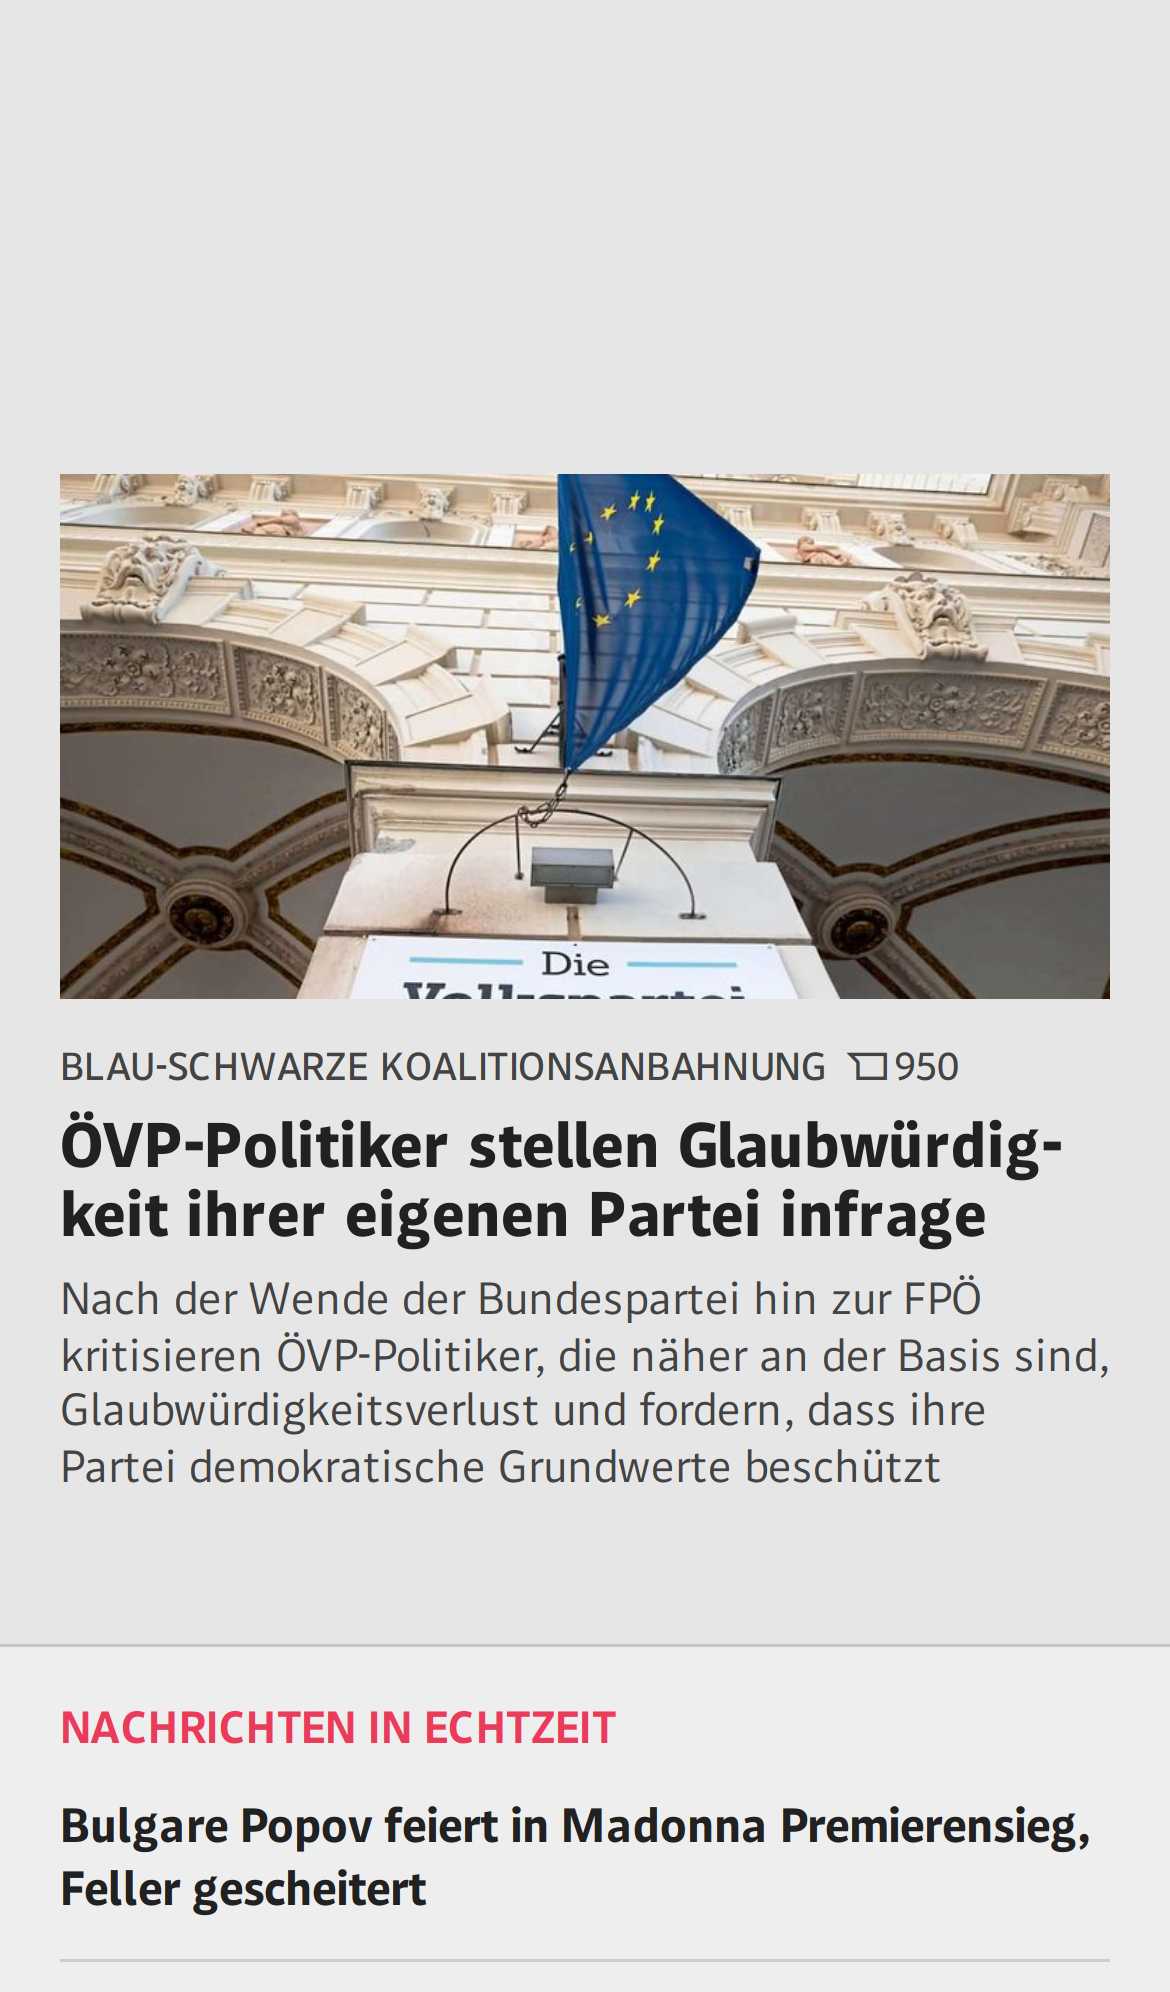 Die
Volkspartei
BLAU-SCHWARZE KOALITIONSANBAHNUNG 950
ÖVP-Politiker stellen Glaubwürdig-
keit ihrer eigenen Partei infrage
Nach der Wende der Bundespartei hin zur FPÖ
kritisieren ÖVP-Politiker, die näher an der Basis sind,
Glaubwürdigkeitsverlust und fordern, dass ihre
Partei demokratische Grundwerte beschützt
NACHRICHTEN IN ECHTZEIT
Bulgare Popov feiert in Madonna Premierensieg,
Feller gescheitert